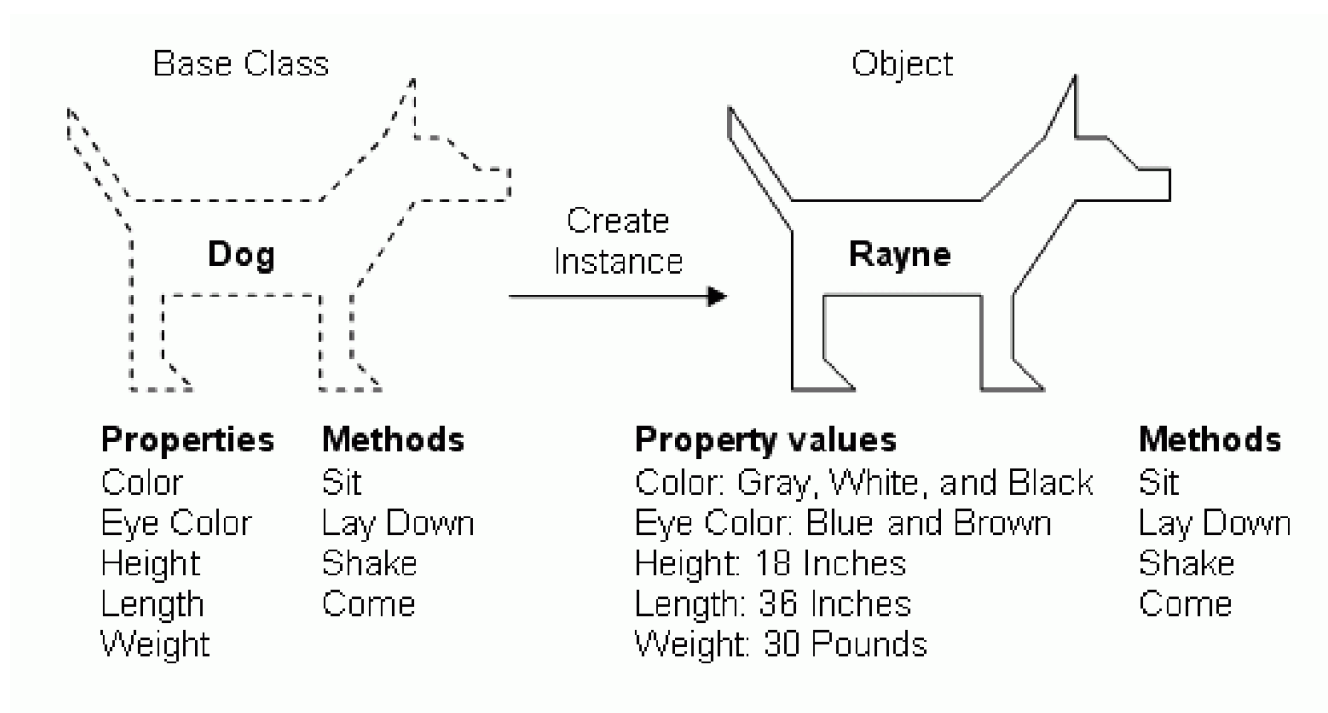 Base Class
Dog
Create
Instance
Object
Rayne
Properties
Color
Eye Color
Height
Length
Weight
Methods
Sit
Lay Down
Shake
Come
Property values
Color: Gray, White, and Black
Eye Color: Blue and Brown
Height: 18 Inches
Length: 36 Inches
Weight: 30 Pounds
Methods
Sit
Lay Down
Shake
Come